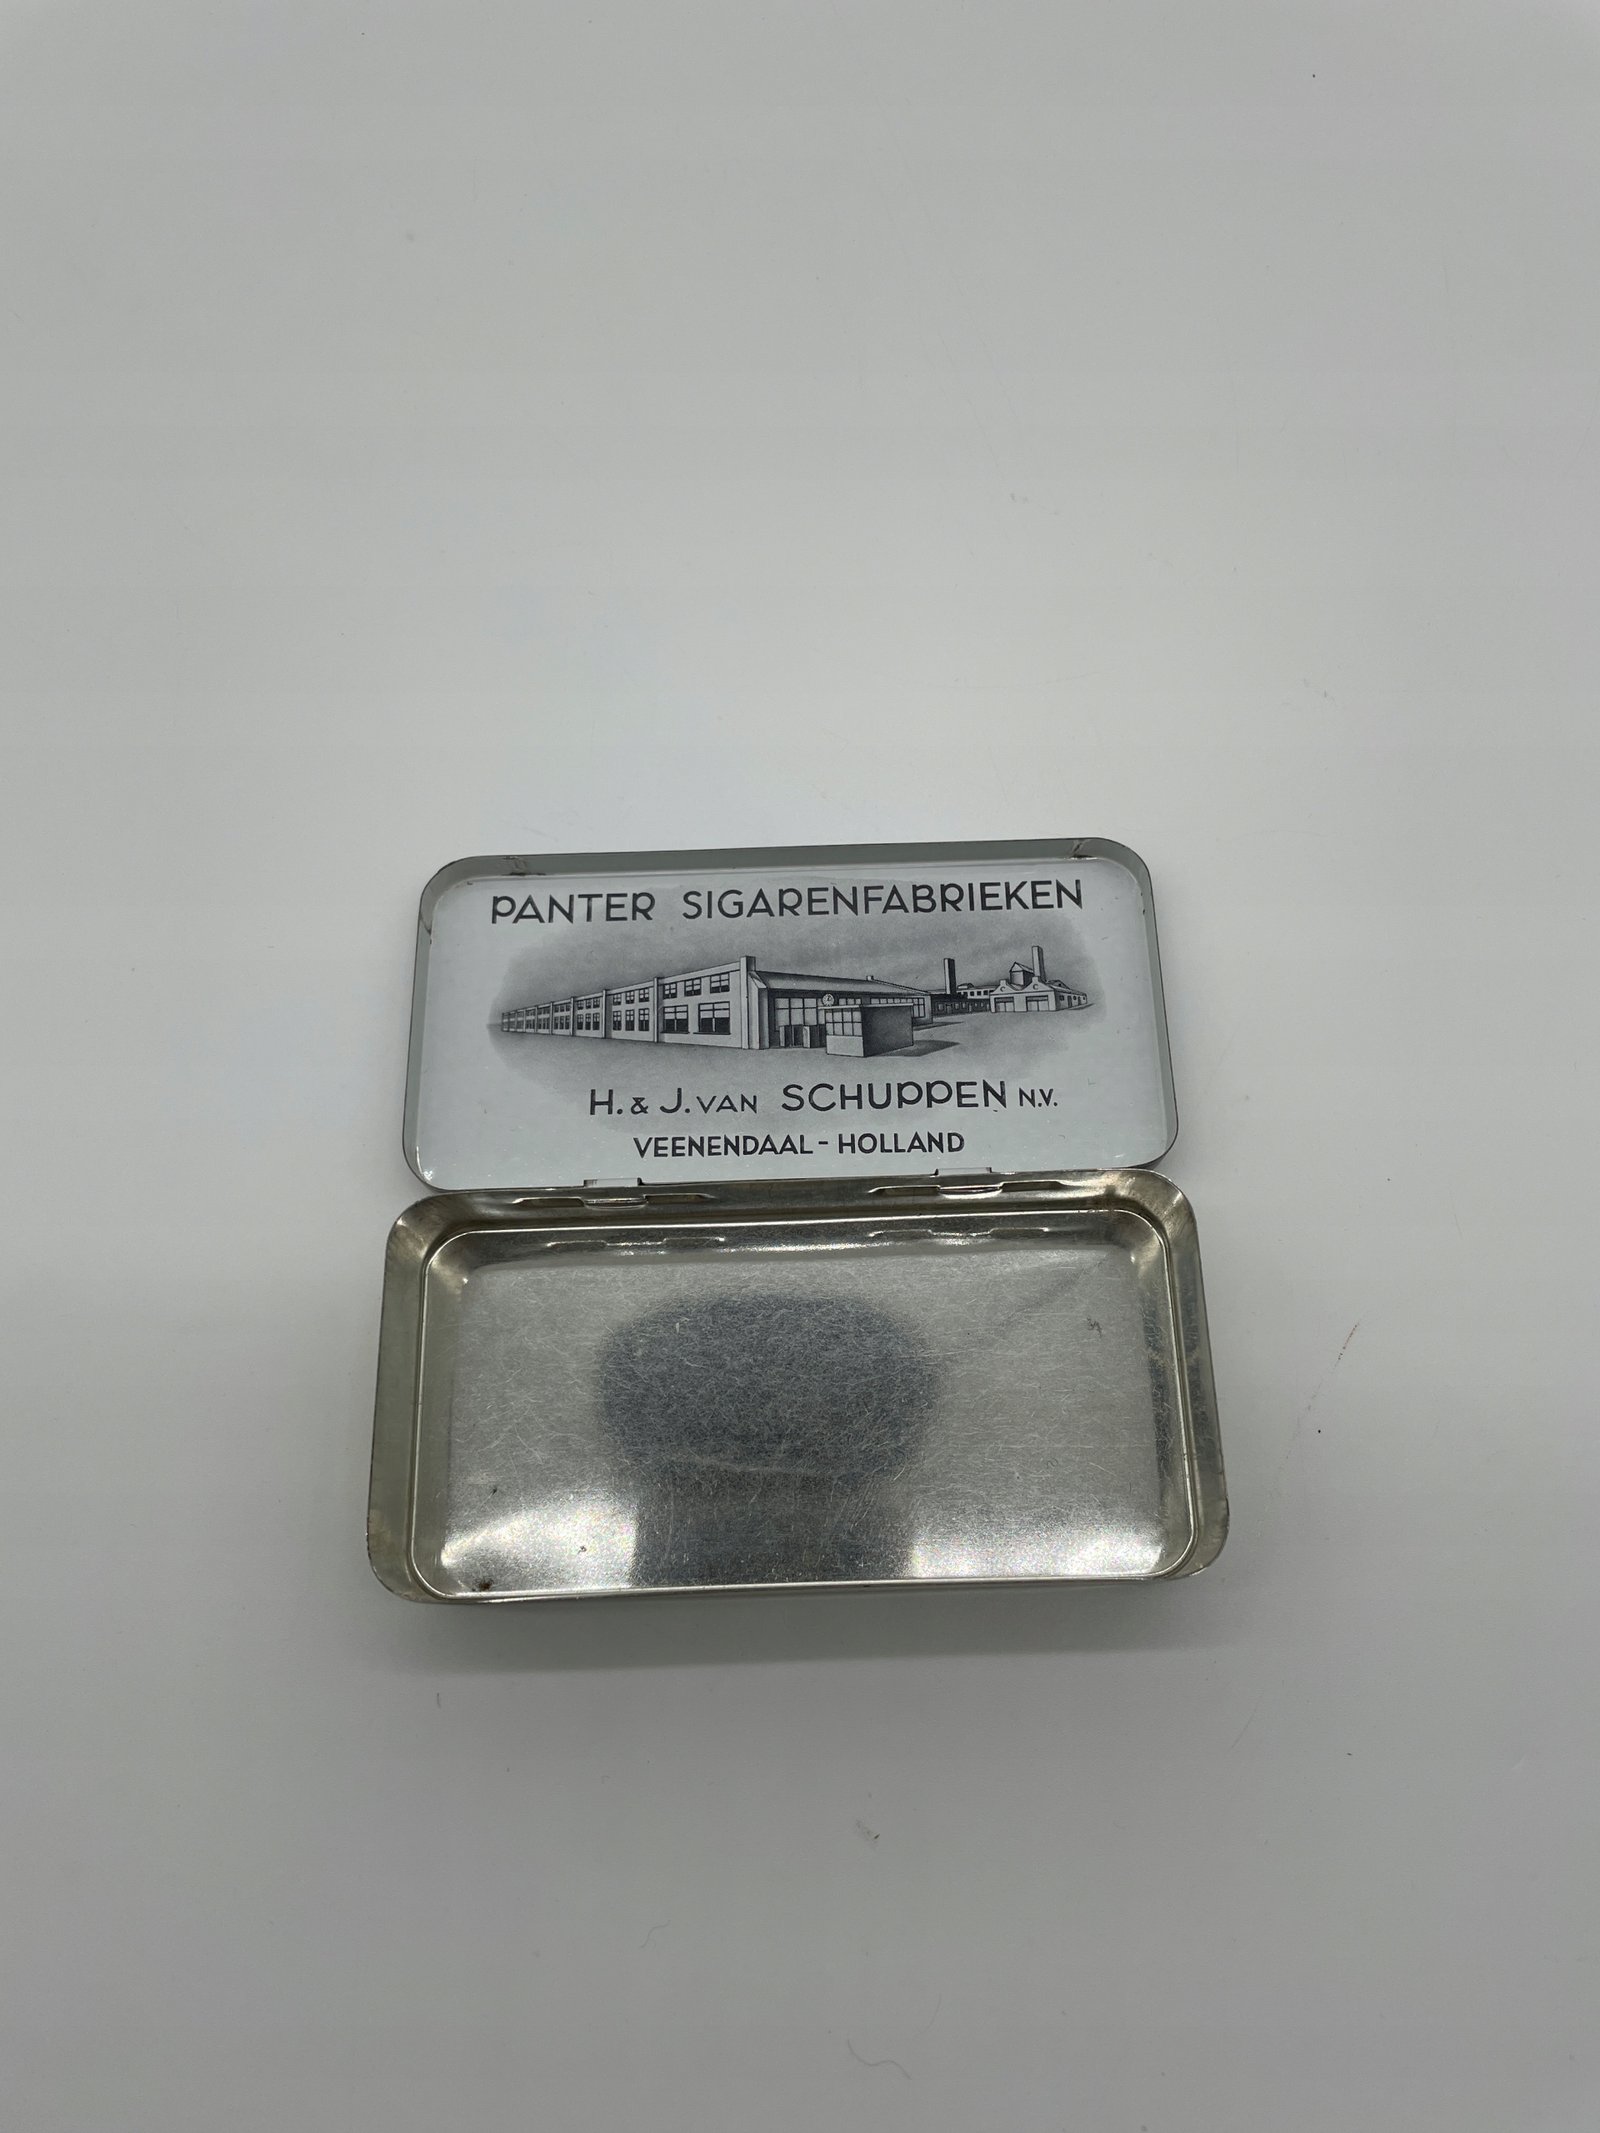 PANTER SIGARENFABRIEKEN
H. & J. VAN SCHUPPEN N.V.
VEENENDAAL - HOLLAND